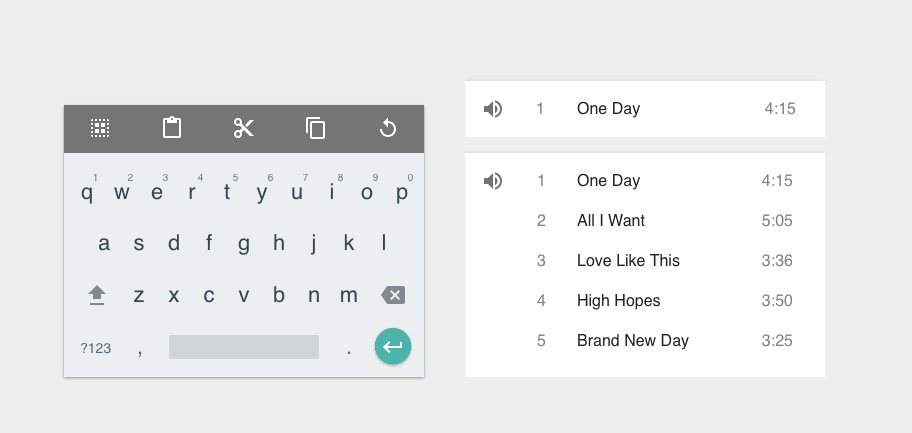 1 2 3 4 5 6 7 8 9 0
q w e r t y u i o p
a s d f g h j k l
z x c v b n m
?123 , .
1 One Day 4:15
1 One Day 4:15
2 All I Want 5:05
3 Love Like This 3:36
4 High Hopes 3:50
5 Brand New Day 3:25